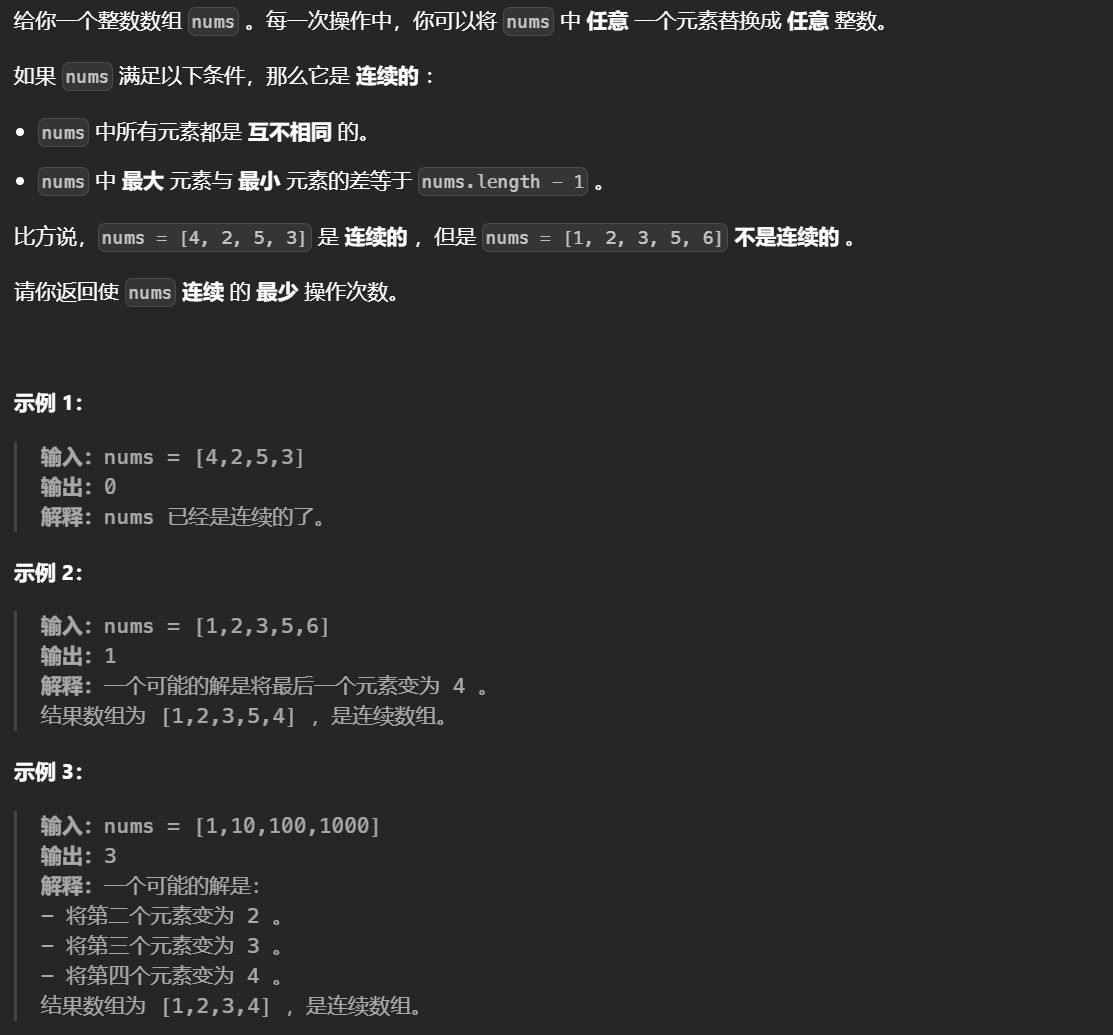 给你一个整数数组 nums 。每一次操作中，你可以将 nums 中 任意 一个元素替换成 任意 整数。
如果 nums 满足以下条件，那么它是 连续的 ：
• nums 中所有元素都是 互不相同 的。
• nums 中 最大 元素与 最小 元素的差等于 nums.length - 1 。
比方说，nums = [4, 2, 5, 3] 是 连续的 ，但是 nums = [1, 2, 3, 5, 6] 不是连续的 。
请你返回使 nums 连续 的 最少 操作次数。
示例 1：
输入：nums = [4,2,5,3]
输出：0
解释：nums 已经是连续的了。
示例 2：
输入：nums = [1,2,3,5,6]
输出：1
解释：一个可能的解是将最后一个元素变为 4 。
结果数组为 [1,2,3,5,4] ，是连续数组。
示例 3：
输入：nums = [1,10,100,1000]
输出：3
解释：一个可能的解是：
- 将第二个元素变为 2 。
- 将第三个元素变为 3 。
- 将第四个元素变为 4 。
结果数组为 [1,2,3,4] ，是连续数组。